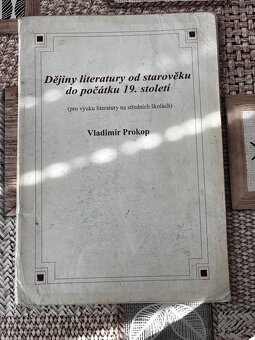 Dějiny literatury od starověku
do počátku 19. století
(pro výuku literatury na středních školách)
Vladimír Prokop